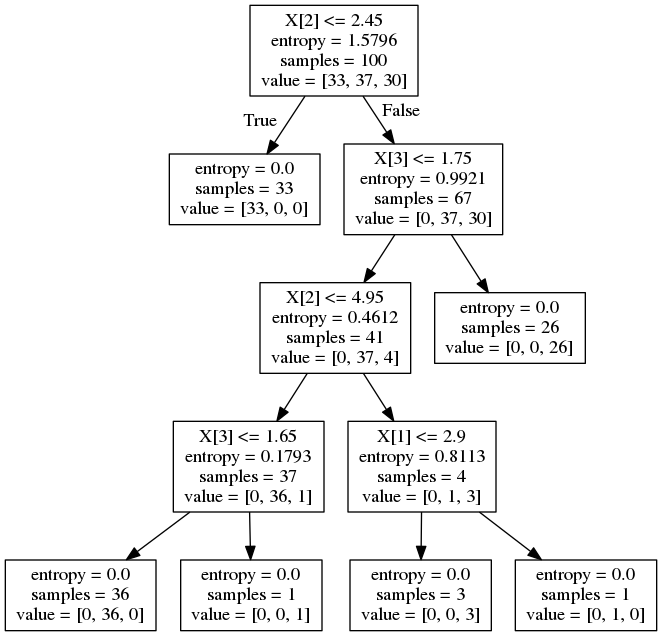 X[2] <= 2.45
entropy = 1.5796
samples = 100
value = [33, 37, 30]
True
False
entropy = 0.0
samples = 33
value = [33, 0, 0]
X[3] <= 1.75
entropy = 0.9921
samples = 67
value = [0, 37, 30]
X[2] <= 4.95
entropy = 0.4612
samples = 41
value = [0, 37, 4]
entropy = 0.0
samples = 26
value = [0, 0, 26]
X[3] <= 1.65
entropy = 0.1793
samples = 37
value = [0, 36, 1]
X[1] <= 2.9
entropy = 0.8113
samples = 4
value = [0, 1, 3]
entropy = 0.0
samples = 36
value = [0, 36, 0]
entropy = 0.0
samples = 1
value = [0, 0, 1]
entropy = 0.0
samples = 3
value = [0, 0, 3]
entropy = 0.0
samples = 1
value = [0, 1, 0]